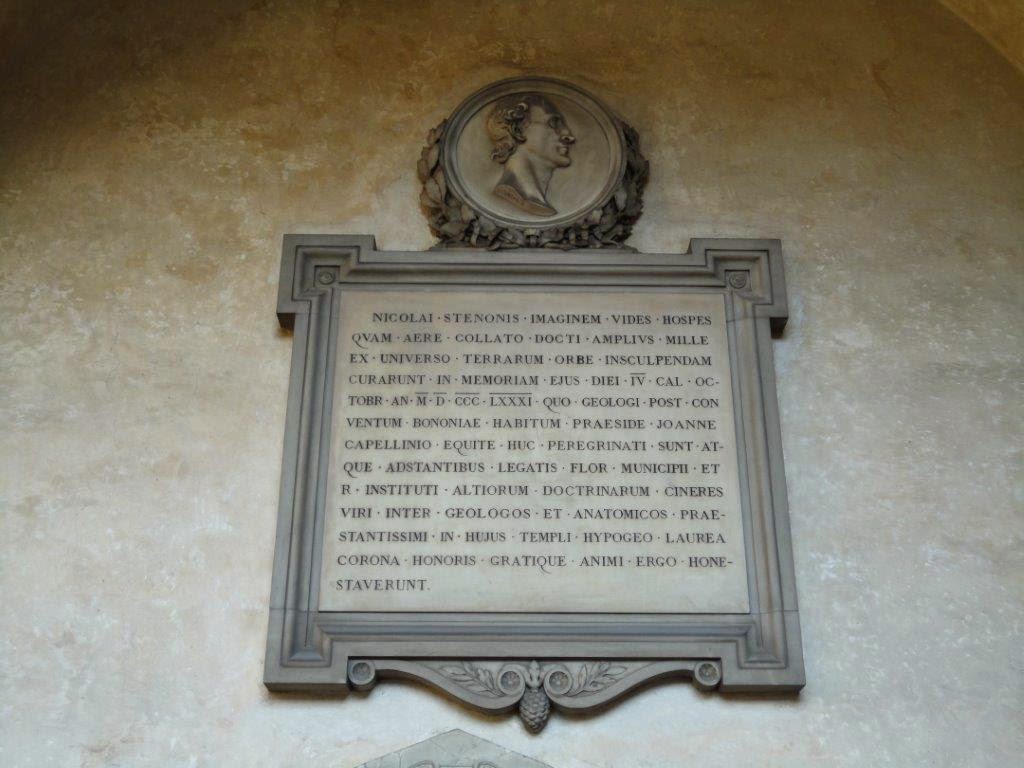 NICOLAI · STENONIS · IMAGINEM · VIDES · HOSPES
QVAM · AERE · COLLATO · DOCTI · AMPLIVS · MILLE
EX · UNIVERSO · TERRARUM · ORBE · INSCULPENDAM
CURARUNT · IN · MEMORIAM · EJUS · DIEI · I̅V̅ · CAL · OC-
TOBR · AN · M̅ · D̅ · C̅C̅C̅ · L̅X̅X̅X̅I̅ · QUO · GEOLOGI · POST · CON
VENTUM · BONONIAE · HABITUM · PRAESIDE · JOANNE
CAPELLINIO · EQUITE · HUC · PEREGRINATI · SUNT · AT-
QUE · ADSTANTIBUS · LEGATIS · FLOR · MUNICIPII · ET
R · INSTITUTI · ALTIORUM · DOCTRINARUM · CINERES
VIRI · INTER · GEOLOGOS · ET · ANATOMICOS · PRAE-
STANTISSIMI · IN · HUJUS · TEMPLI · HYPOGEO · LAUREA
CORONA · HONORIS · GRATIQUE · ANIMI · ERGO · HONE-
STAVERUNT.